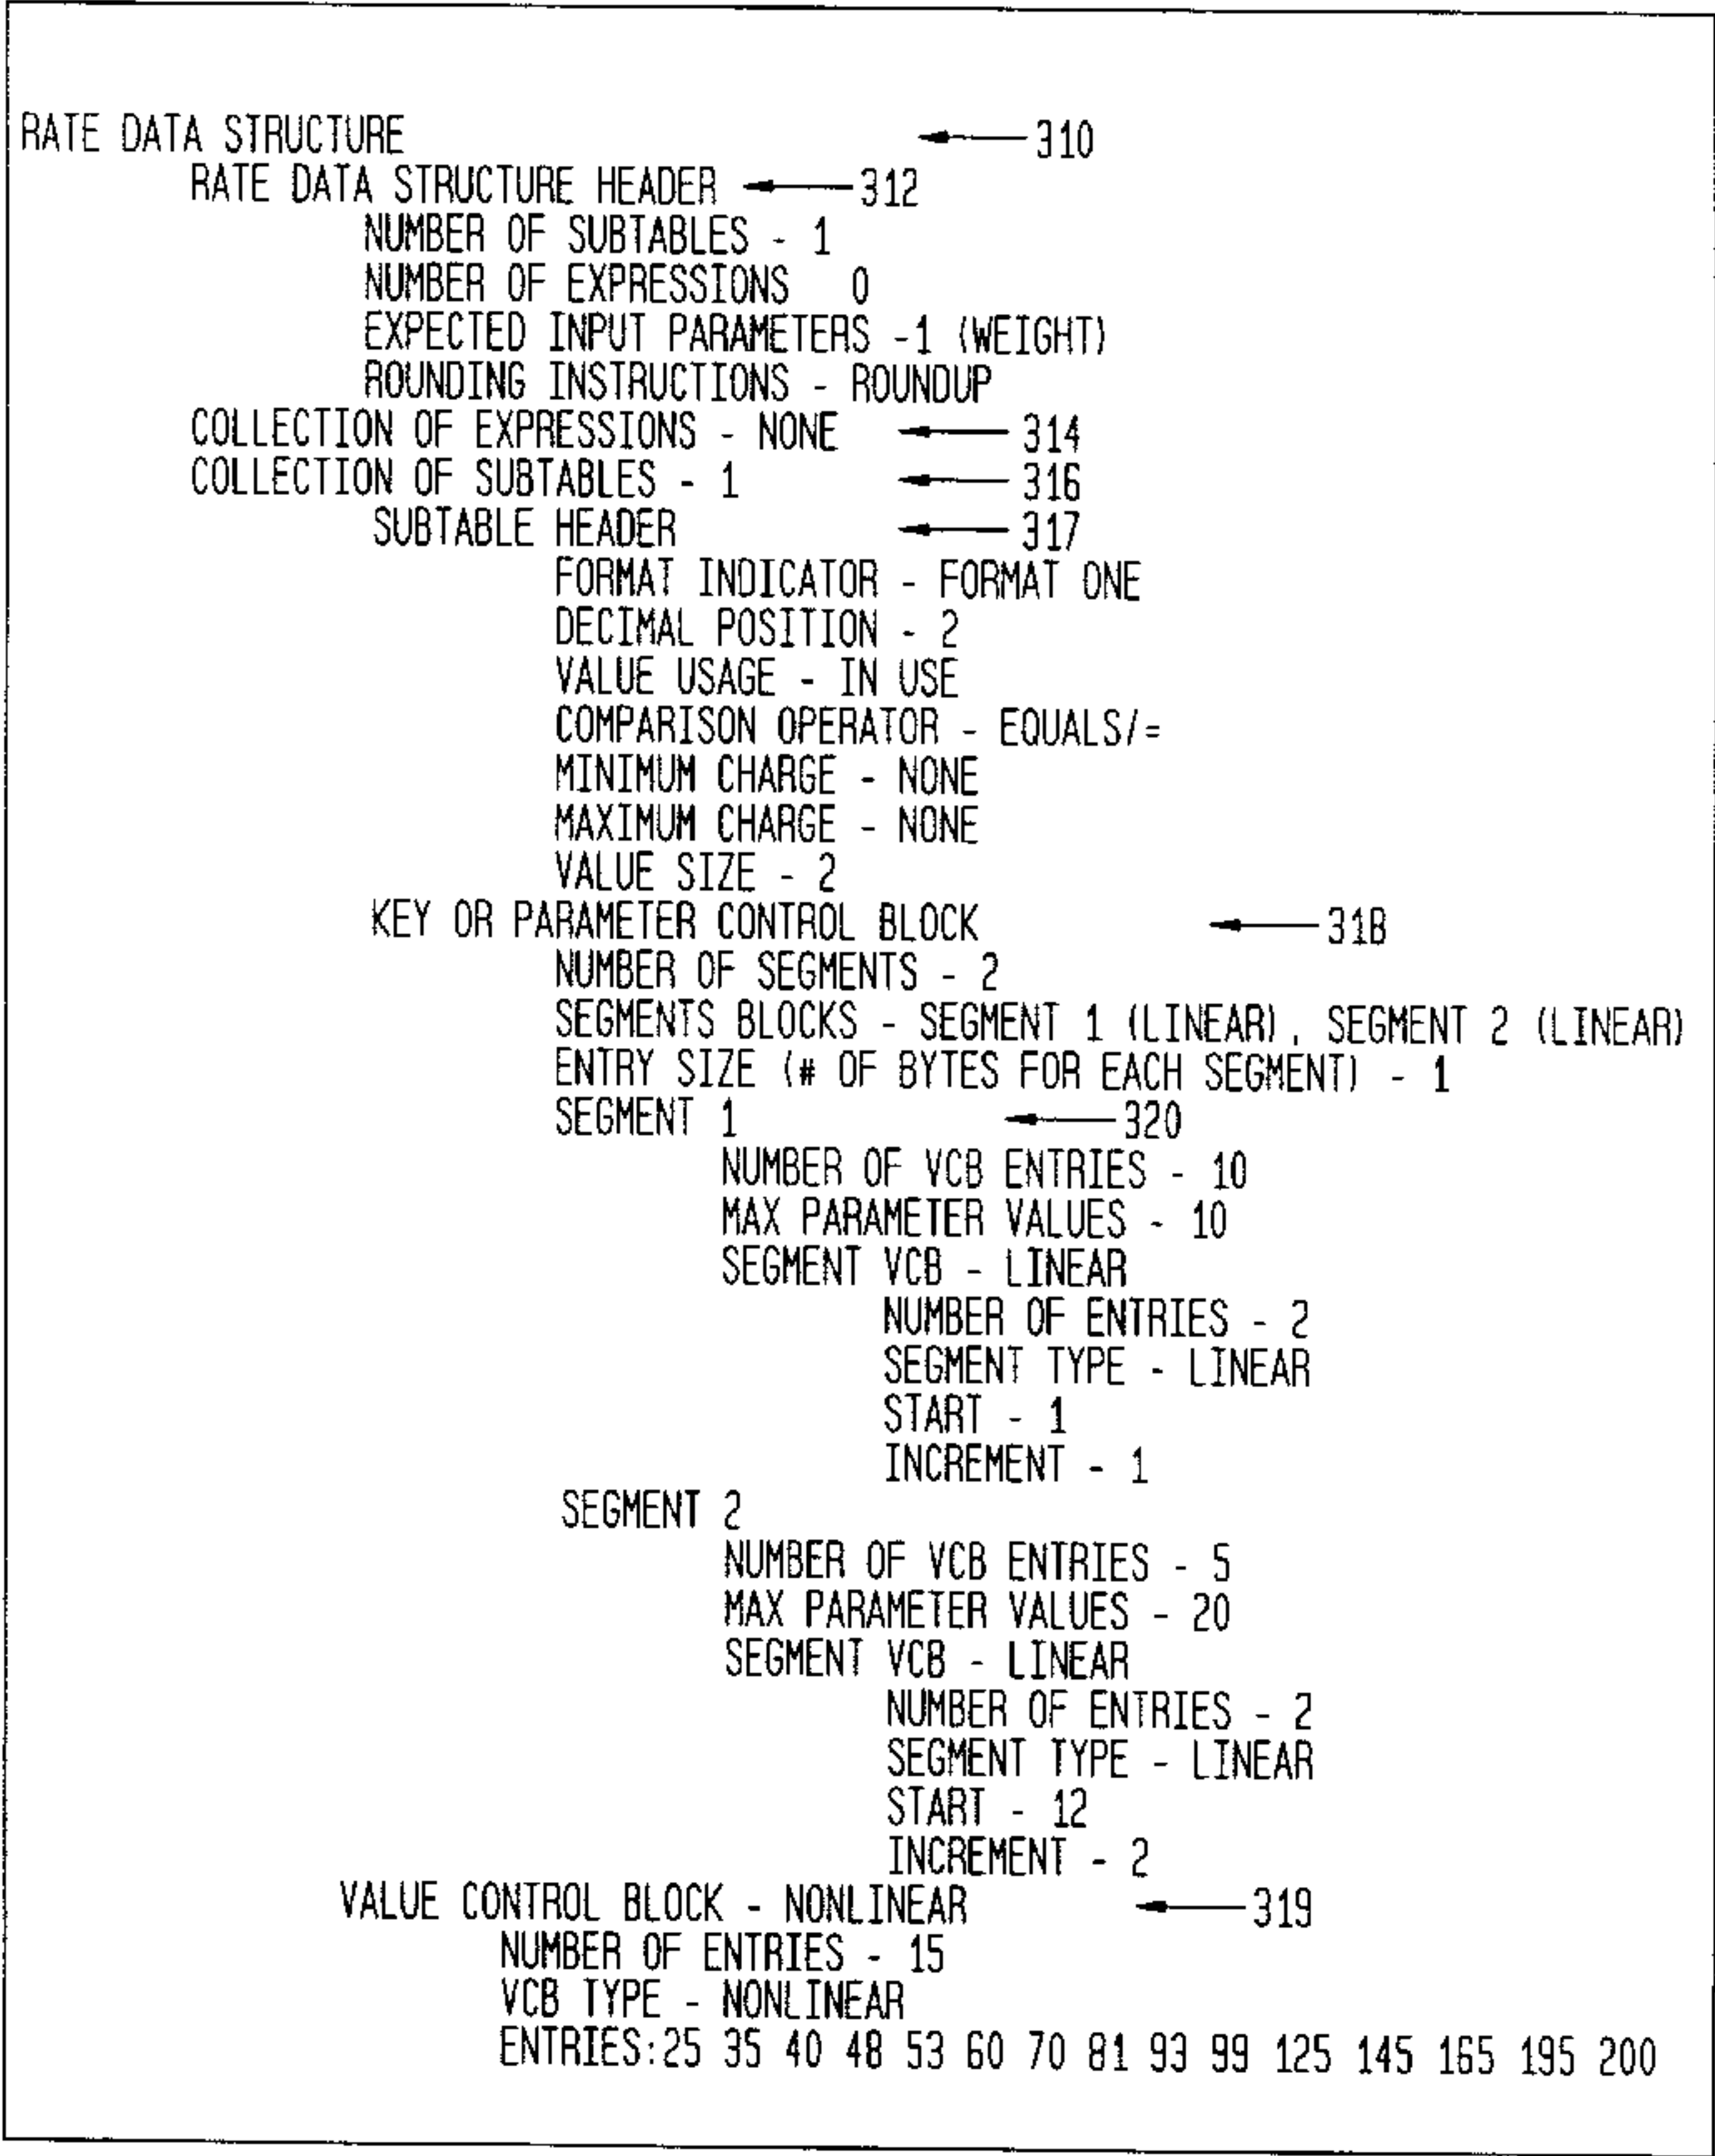 RATE DATA STRUCTURE 310
RATE DATA STRUCTURE HEADER 312
NUMBER OF SUBTABLES - 1
NUMBER OF EXPRESSIONS 0
EXPECTED INPUT PARAMETERS -1 (WEIGHT)
ROUNDING INSTRUCTIONS - ROUNDUP
COLLECTION OF EXPRESSIONS - NONE 314
COLLECTION OF SUBTABLES - 1 316
SUBTABLE HEADER 317
FORMAT INDICATOR - FORMAT ONE
DECIMAL POSITION - 2
VALUE USAGE - IN USE
COMPARISON OPERATOR - EQUALS/=
MINIMUM CHARGE - NONE
MAXIMUM CHARGE - NONE
VALUE SIZE - 2
KEY OR PARAMETER CONTROL BLOCK 318
NUMBER OF SEGMENTS - 2
SEGMENTS BLOCKS - SEGMENT 1 (LINEAR), SEGMENT 2 (LINEAR)
ENTRY SIZE (# OF BYTES FOR EACH SEGMENT) - 1
SEGMENT 1 320
NUMBER OF VCB ENTRIES - 10
MAX PARAMETER VALUES - 10
SEGMENT VCB - LINEAR
NUMBER OF ENTRIES - 2
SEGMENT TYPE - LINEAR
START - 1
INCREMENT - 1
SEGMENT 2
NUMBER OF VCB ENTRIES - 5
MAX PARAMETER VALUES - 20
SEGMENT VCB - LINEAR
NUMBER OF ENTRIES - 2
SEGMENT TYPE - LINEAR
START - 12
INCREMENT - 2
VALUE CONTROL BLOCK - NONLINEAR 319
NUMBER OF ENTRIES - 15
VCB TYPE - NONLINEAR
ENTRIES:25 35 40 48 53 60 70 81 93 99 125 145 165 195 200